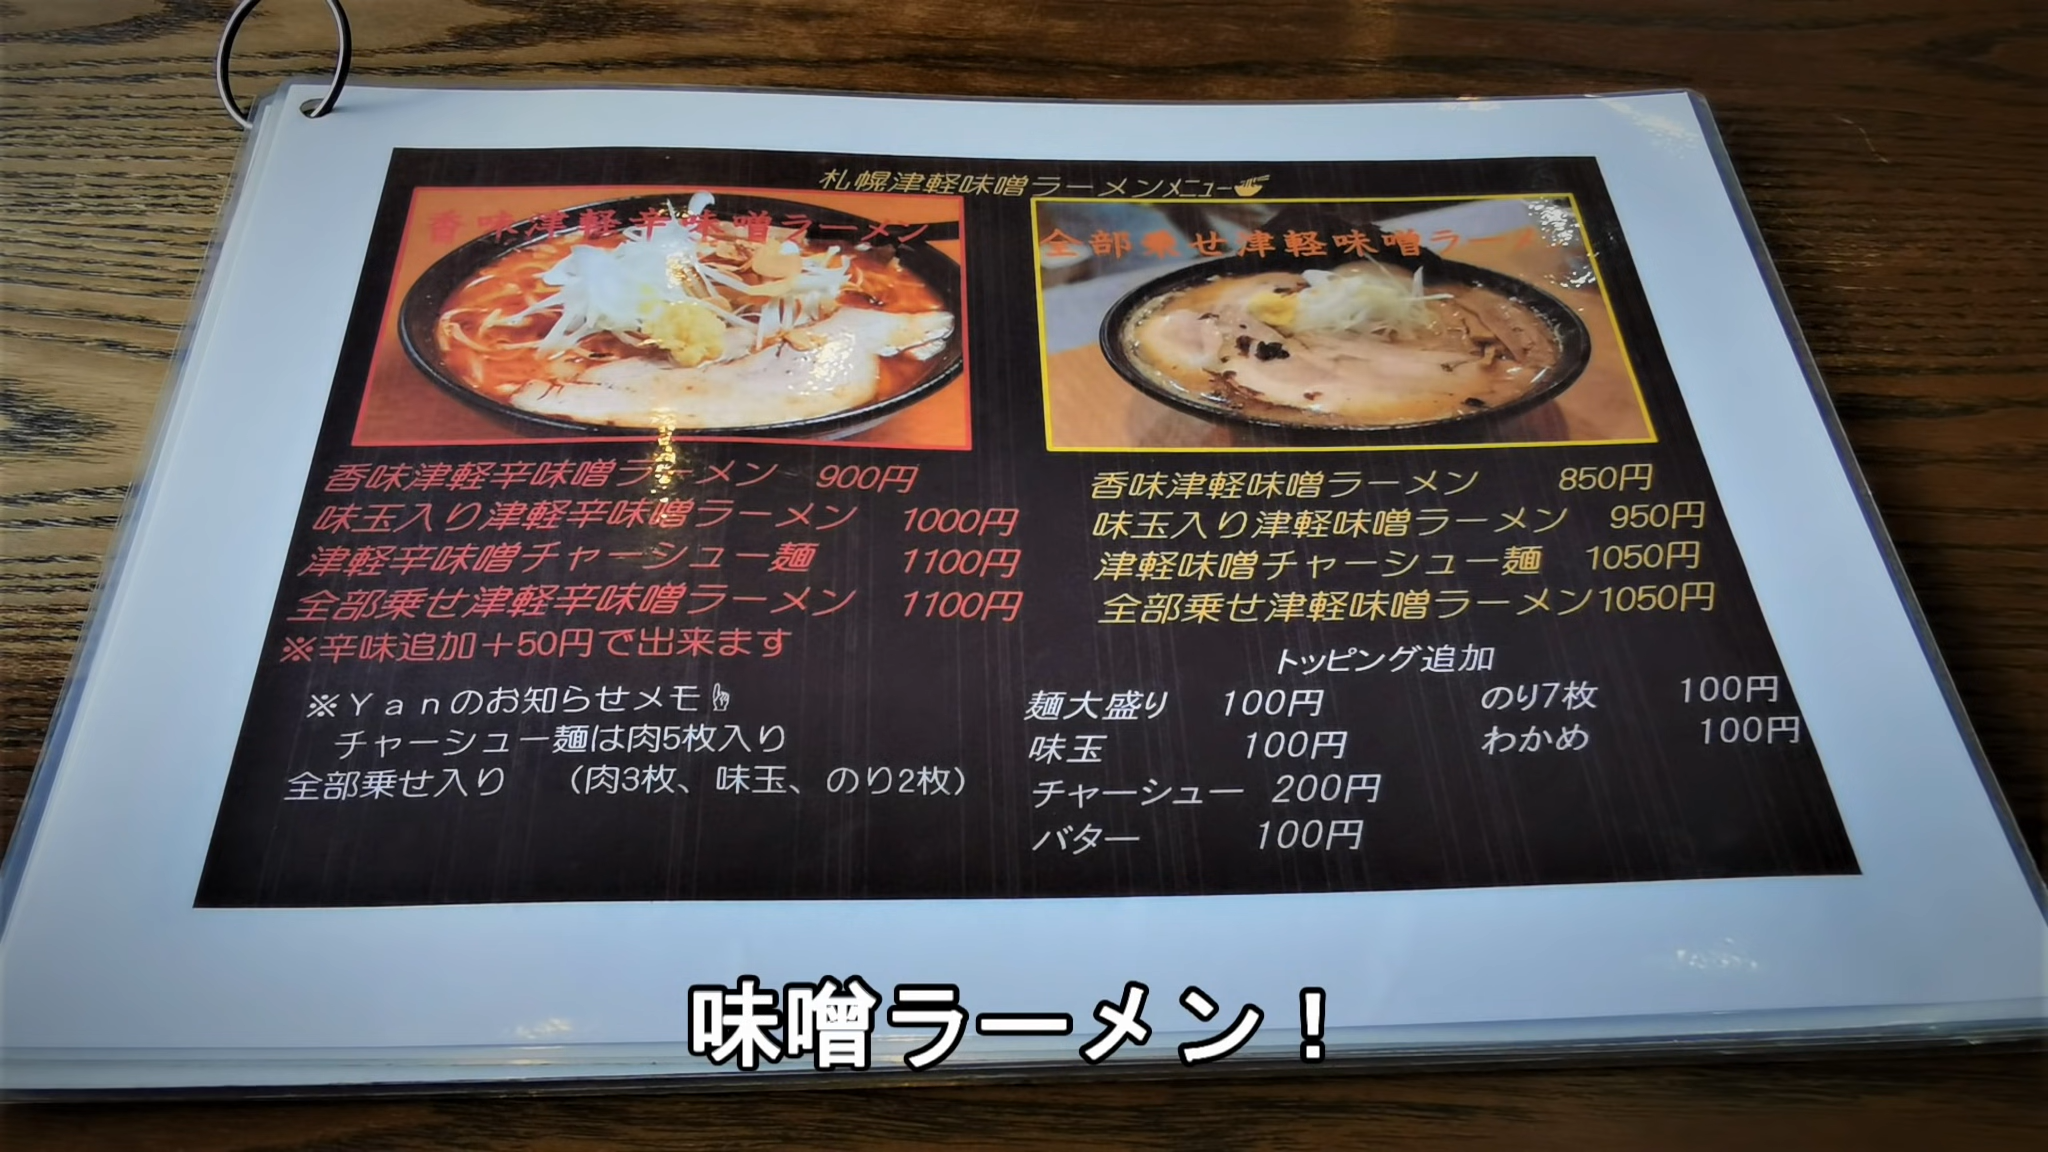 札幌津軽味噌ラーメンメニュー
香味津軽辛味噌ラーメン
全部乗せ津軽味噌ラーメ
香味津軽辛味噌ラーメン 900円
味玉入り津軽辛味噌ラーメン 1000円
津軽辛味噌チャーシュー麺 1100円
全部乗せ津軽辛味噌ラーメン 1100円
※辛味追加+50円で出来ます
※Yanのお知らせメモ
チャーシュー麺は肉5枚入り
全部乗せ入り (肉3枚、味玉、のり2枚)
香味津軽味噌ラーメン 850円
味玉入り津軽味噌ラーメン 950円
津軽味噌チャーシュー麺 1050円
全部乗せ津軽味噌ラーメン1050円
トッピング追加
麺大盛り 100円 のり7枚 100円
味玉 100円 わかめ 100円
チャーシュー 200円
バター 100円
味噌ラーメン!